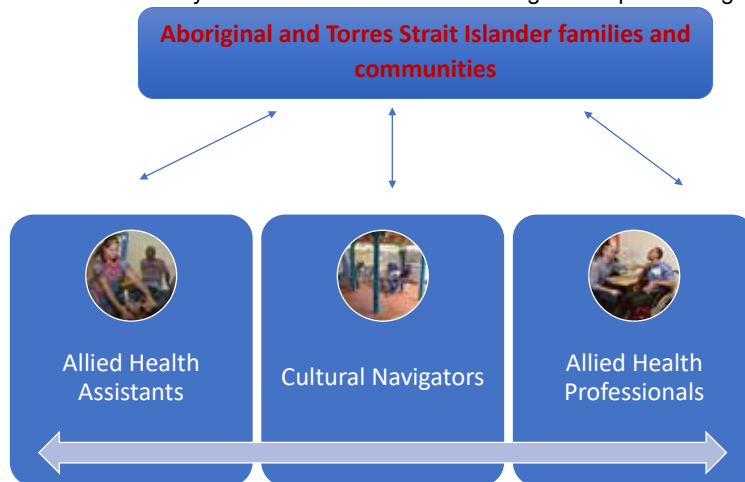 Aboriginal and Torres Strait Islander families and
communities
Allied Health
Assistants
Cultural Navigators
Allied Health
Professionals